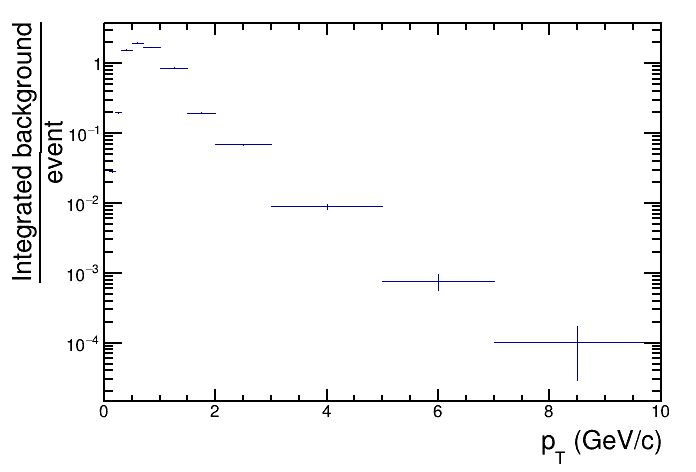 Integrated background
event
1
10⁻¹
10⁻²
10⁻³
10⁻⁴
0 2 4 6 8 10
p_T (GeV/c)